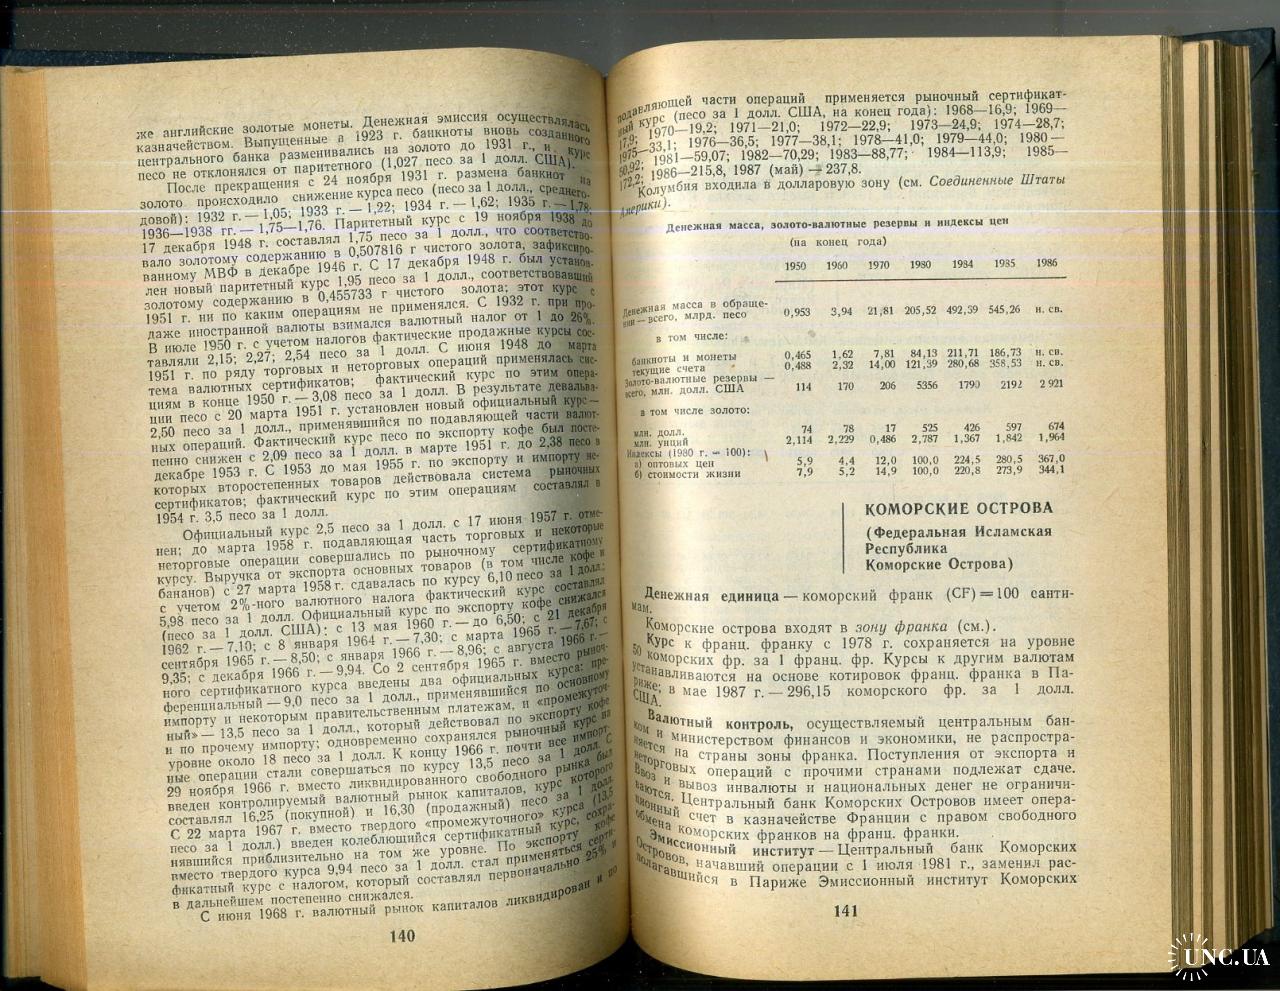 же английские золотые монеты. Денежная эмиссия осуществлялась
казначейством. Выпущенные в 1923 г. банкноты вновь созданного
центрального банка разменивались на золото до 1931 г., и курс
песо не отклонялся от паритетного (1,027 песо за 1 долл. США).
После прекращения с 24 ноября 1931 г. размена банкнот на
золото происходило снижение курса песо (песо за 1 долл., среднего-
довой): 1932 г. — 1,05; 1933 г. — 1,22; 1934 г. — 1,62; 1935 г. — 1,78;
1936—1938 гг. — 1,75—1,76. Паритетный курс с 19 ноября 1938 до
17 декабря 1948 г. составлял 1,75 песо за 1 долл., что соответство-
вало золотому содержанию в 0,507816 г чистого золота, зафиксиро-
ванному МВФ в декабре 1946 г. С 17 декабря 1948 г. был установ-
лен новый паритетный курс 1,95 песо за 1 долл., соответствовавший
золотому содержанию в 0,455733 г чистого золота; этот курс с
1951 г. ни по каким операциям не применялся. С 1932 г. при про-
даже иностранной валюты взимался валютный налог от 1 до 26%.
В июле 1950 г. с учетом налогов фактические продажные курсы сос-
тавляли 2,15; 2,27; 2,54 песо за 1 долл. С июня 1948 до марта
1951 г. по ряду торговых и неторговых операций применялась сис-
тема валютных сертификатов; фактический курс по этим опера-
циям в конце 1950 г. — 3,08 песо за 1 долл. В результате девальва-
ции песо с 20 марта 1951 г. установлен новый официальный курс —
2,50 песо за 1 долл., применявшийся по подавляющей части валют-
ных операций. Фактический курс песо по экспорту кофе был посте-
пенно снижен с 2,09 песо за 1 долл. в марте 1951 г. до 2,38 песо в
декабре 1953 г. С 1953 до мая 1955 г. по экспорту и импорту не-
которых второстепенных товаров действовала система рыночных
сертификатов; фактический курс по этим операциям составлял в
1954 г. 3,5 песо за 1 долл.
Официальный курс 2,5 песо за 1 долл. с 17 июня 1957 г. отме-
нен; до марта 1958 г. подавляющая часть торговых и некоторые
неторговые операции совершались по рыночному сертификатному
курсу. Выручка от экспорта основных товаров (в том числе кофе и
бананов) с 27 марта 1958 г. сдавалась по курсу 6,10 песо за 1 долл.;
с учетом 2%-ного валютного налога фактический курс составлял
5,98 песо за 1 долл. Официальный курс по экспорту кофе снижался
(песо за 1 долл. США): с 13 мая 1960 г. — до 6,50; с 21 декабря
1962 г. — 7,10; с 8 января 1964 г. — 7,30; с марта 1965 г. — 7,67; с
сентября 1965 г. — 8,50; с января 1966 г. — 8,96; с августа 1966 г. —
9,35; с декабря 1966 г. — 9,94. Со 2 сентября 1965 г. вместо рыноч-
ного сертификатного курса введены два официальных курса: пре-
ференциальный — 9,0 песо за 1 долл., применявшийся по основному
импорту и некоторым правительственным платежам, и «промежуточ-
ный» — 13,5 песо за 1 долл., который действовал по экспорту кофе
и по прочему импорту; одновременно сохранялся рыночный курс на
уровне около 18 песо за 1 долл. К концу 1966 г. почти все импорт-
ные операции стали совершаться по курсу 13,5 песо за 1 долл. С
29 ноября 1966 г. вместо ликвидированного свободного рынка был
введен контролируемый валютный рынок капиталов, курс которого
составлял 16,25 (покупной) и 16,30 (продажный) песо за 1 долл.
С 22 марта 1967 г. вместо твердого «промежуточного» курса (13,5
песо за 1 долл.) введен колеблющийся сертификатный курс, сохра-
нявшийся приблизительно на том же уровне. По экспорту кофе
вместо твердого курса 9,94 песо за 1 долл. стал применяться серти-
фикатный курс с налогом, который составлял первоначально 25% и
в дальнейшем постепенно снижался.
С июня 1968 г. валютный рынок капиталов ликвидирован и по
140
подавляющей части операций применяется рыночный сертификат-
ный курс (песо за 1 долл. США, на конец года): 1968—16,9; 1969—
17,9; 1970—19,2; 1971—21,0; 1972—22,9; 1973—24,9; 1974—28,7;
1975—33,1; 1976—36,5; 1977—38,1; 1978—41,0; 1979—44,0; 1980—
50,92; 1981—59,07; 1982—70,29; 1983—88,77; 1984—113,9; 1985—
172,2; 1986—215,8, 1987 (май) — 237,8.
Колумбия входила в долларовую зону (см. Соединенные Штаты
Америки).
Денежная масса, золото-валютные резервы и индексы цен
(на конец года)
1950 1960 1970 1980 1984 1985 1986
Денежная масса в обраще-
нии — всего, млрд. песо 0,953 3,94 21,81 205,52 492,39 545,26 н. св.
в том числе:
банкноты и монеты 0,465 1,62 7,81 84,13 211,71 186,73 н. св.
текущие счета 0,488 2,32 14,00 121,39 280,68 358,53 н. св.
Золото-валютные резервы —
всего, млн. долл. США 114 170 206 5356 1790 2192 2 921
в том числе золото:
млн. долл. 74 78 17 525 426 597 674
млн. унций 2,114 2,229 0,486 2,787 1,367 1,842 1,964
Индексы (1980 г. = 100):
а) оптовых цен 5,9 4,4 12,0 100,0 224,5 280,5 367,0
б) стоимости жизни 7,9 5,2 14,9 100,0 220,8 273,9 344,1
КОМОРСКИЕ ОСТРОВА
(Федеральная Исламская
Республика
Коморские Острова)
Денежная единица — коморский франк (CF) = 100 санти-
мам.
Коморские острова входят в зону франка (см.).
Курс к франц. франку с 1978 г. сохраняется на уровне
50 коморских фр. за 1 франц. фр. Курсы к другим валютам
устанавливаются на основе котировок франц. франка в Па-
риже; в мае 1987 г. — 296,15 коморского фр. за 1 долл.
США.
Валютный контроль, осуществляемый центральным бан-
ком и министерством финансов и экономики, не распростра-
няется на страны зоны франка. Поступления от экспорта и
неторговых операций с прочими странами подлежат сдаче.
Ввоз и вывоз инвалюты и национальных денег не ограничи-
ваются. Центральный банк Коморских Островов имеет опера-
ционный счет в казначействе Франции с правом свободного
обмена коморских франков на франц. франки.
Эмиссионный институт — Центральный банк Коморских
Островов, начавший операции с 1 июля 1981 г., заменил рас-
полагавшийся в Париже Эмиссионный институт Коморских
141
UNC.UA